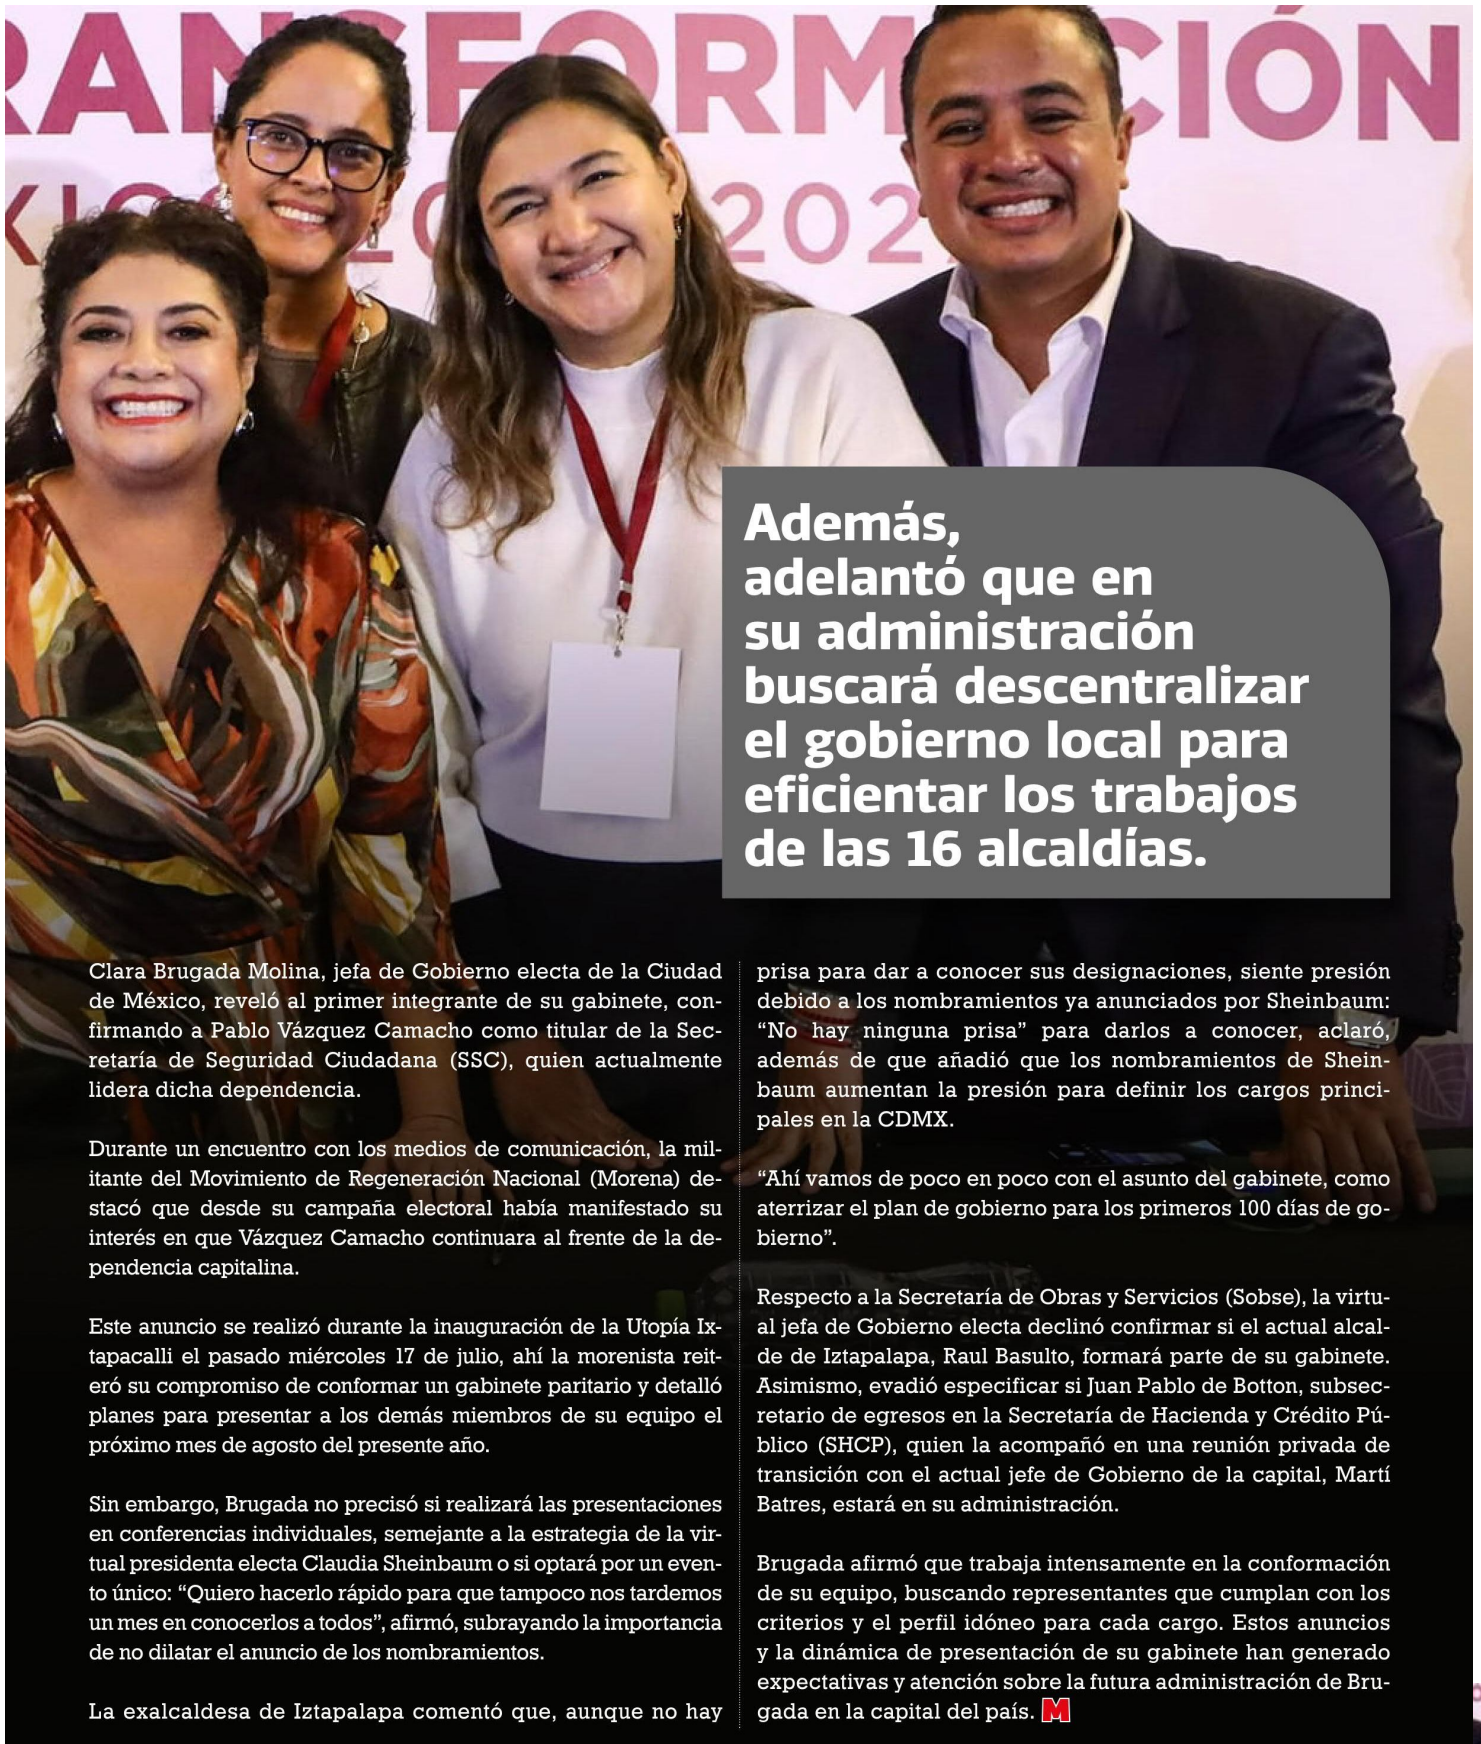 RANSFORMACIÓN
202
Además,
adelantó que en
su administración
buscará descentralizar
el gobierno local para
eficientar los trabajos
de las 16 alcaldías.
Clara Brugada Molina, jefa de Gobierno electa de la Ciudad
de México, reveló al primer integrante de su gabinete, con-
firmando a Pablo Vázquez Camacho como titular de la Sec-
retaría de Seguridad Ciudadana (SSC), quien actualmente
lidera dicha dependencia.
Durante un encuentro con los medios de comunicación, la mil-
itante del Movimiento de Regeneración Nacional (Morena) de-
stacó que desde su campaña electoral había manifestado su
interés en que Vázquez Camacho continuara al frente de la de-
pendencia capitalina.
Este anuncio se realizó durante la inauguración de la Utopía Ix-
tapacalli el pasado miércoles 17 de julio, ahí la morenista reit-
eró su compromiso de conformar un gabinete paritario y detalló
planes para presentar a los demás miembros de su equipo el
próximo mes de agosto del presente año.
Sin embargo, Brugada no precisó si realizará las presentaciones
en conferencias individuales, semejante a la estrategia de la vir-
tual presidenta electa Claudia Sheinbaum o si optará por un even-
to único: “Quiero hacerlo rápido para que tampoco nos tardemos
un mes en conocerlos a todos”, afirmó, subrayando la importancia
de no dilatar el anuncio de los nombramientos.
La exalcaldesa de Iztapalapa comentó que, aunque no hay
prisa para dar a conocer sus designaciones, siente presión
debido a los nombramientos ya anunciados por Sheinbaum:
“No hay ninguna prisa” para darlos a conocer, aclaró,
además de que añadió que los nombramientos de Shein-
baum aumentan la presión para definir los cargos princi-
pales en la CDMX.
“Ahí vamos de poco en poco con el asunto del gabinete, como
aterrizar el plan de gobierno para los primeros 100 días de go-
bierno”.
Respecto a la Secretaría de Obras y Servicios (Sobse), la virtu-
al jefa de Gobierno electa declinó confirmar si el actual alcal-
de de Iztapalapa, Raul Basulto, formará parte de su gabinete.
Asimismo, evadió especificar si Juan Pablo de Botton, subsec-
retario de egresos en la Secretaría de Hacienda y Crédito Pú-
blico (SHCP), quien la acompañó en una reunión privada de
transición con el actual jefe de Gobierno de la capital, Martí
Batres, estará en su administración.
Brugada afirmó que trabaja intensamente en la conformación
de su equipo, buscando representantes que cumplan con los
criterios y el perfil idóneo para cada cargo. Estos anuncios
y la dinámica de presentación de su gabinete han generado
expectativas y atención sobre la futura administración de Bru-
gada en la capital del país. M